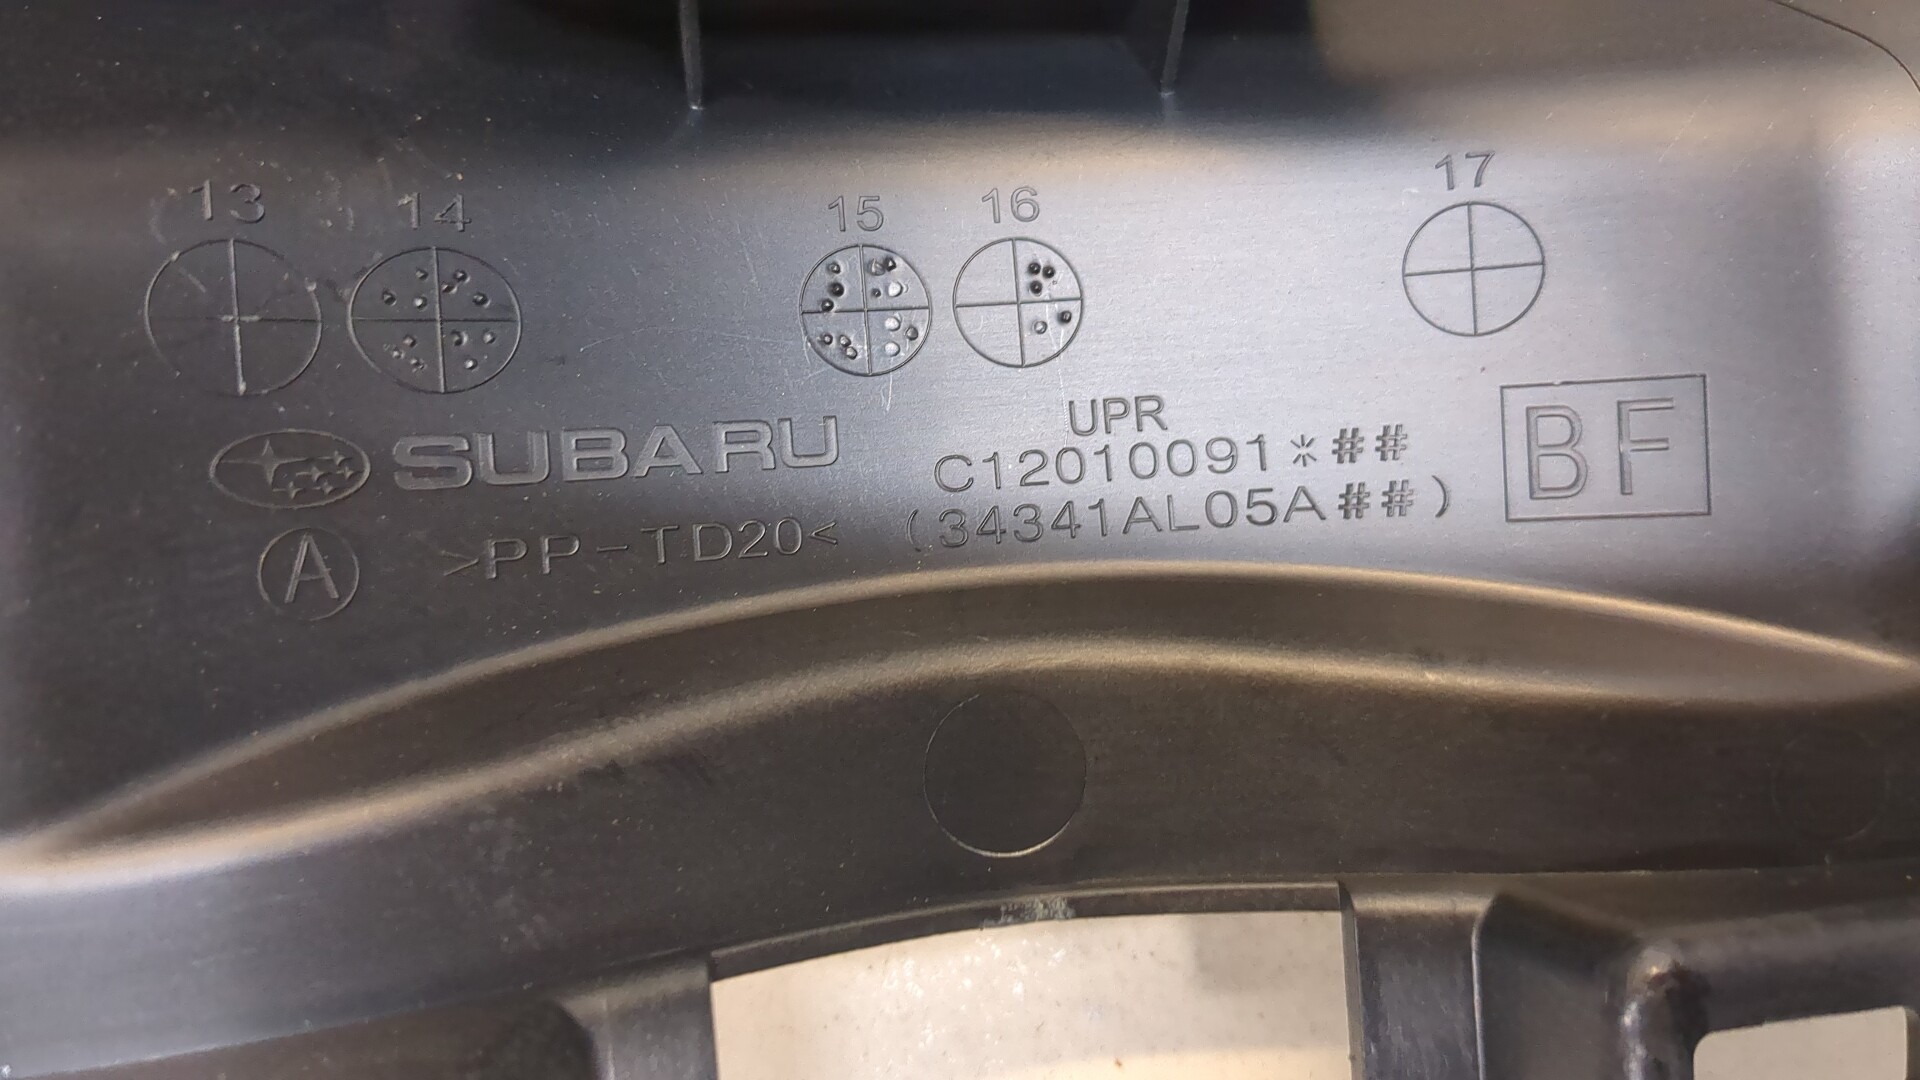 13 14 15 16 17
SUBARU
UPR
C12010091*##
(34341AL05A##)
BF
A
>PP-TD20<